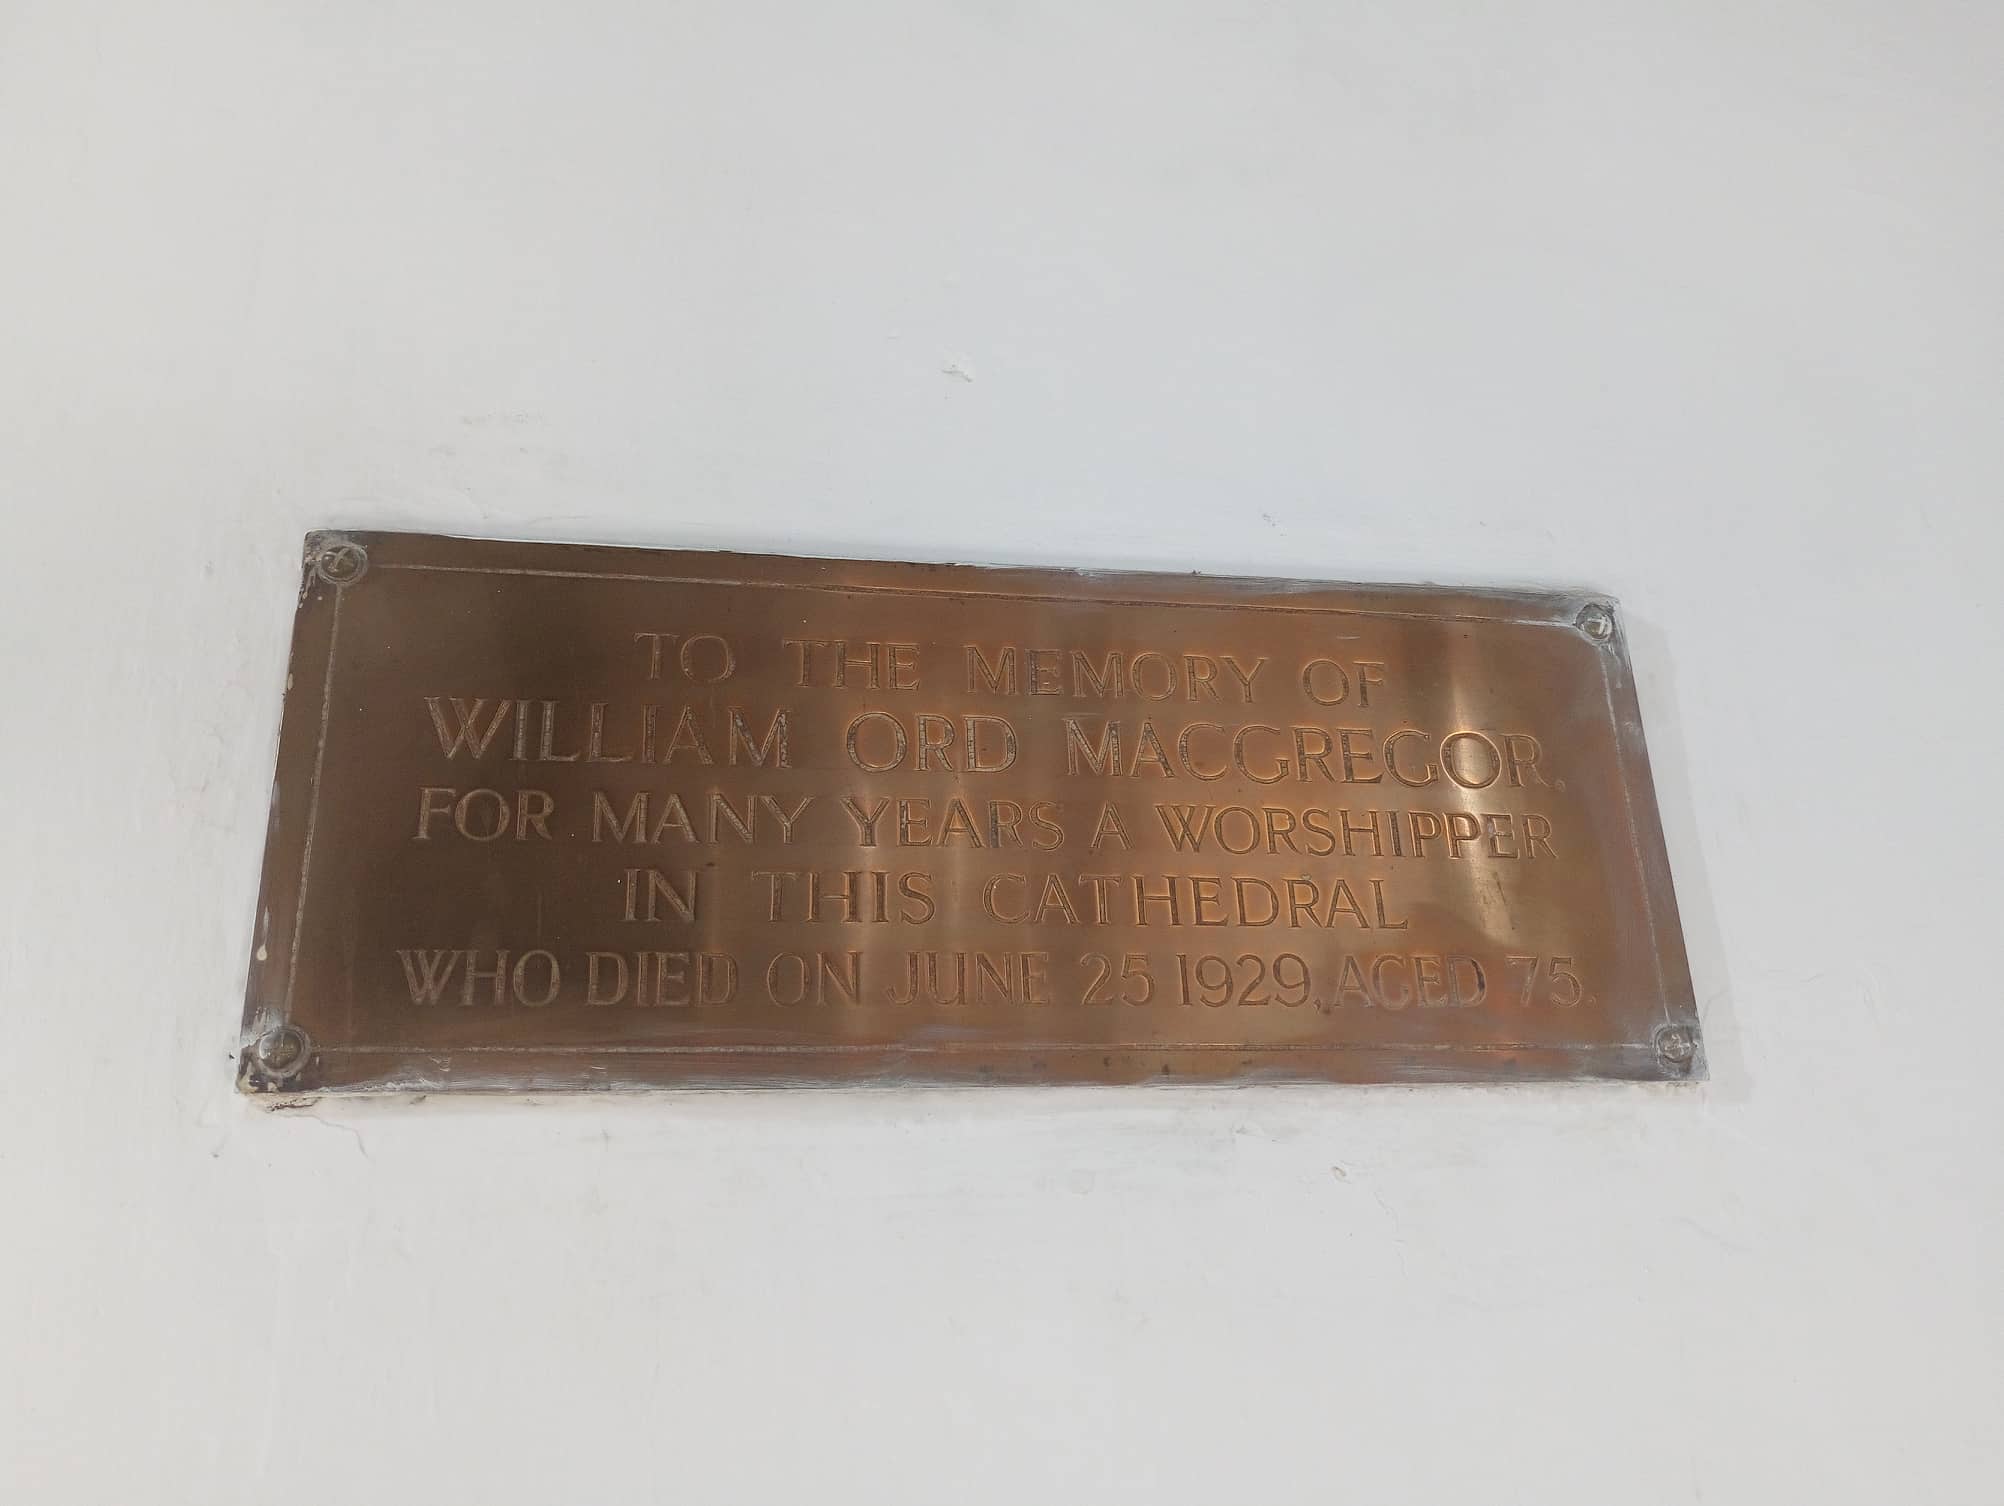 TO THE MEMORY OF
WILLIAM ORD MACGREGOR.
FOR MANY YEARS A WORSHIPPER
IN THIS CATHEDRAL
WHO DIED ON JUNE 25 1929, AGED 75.